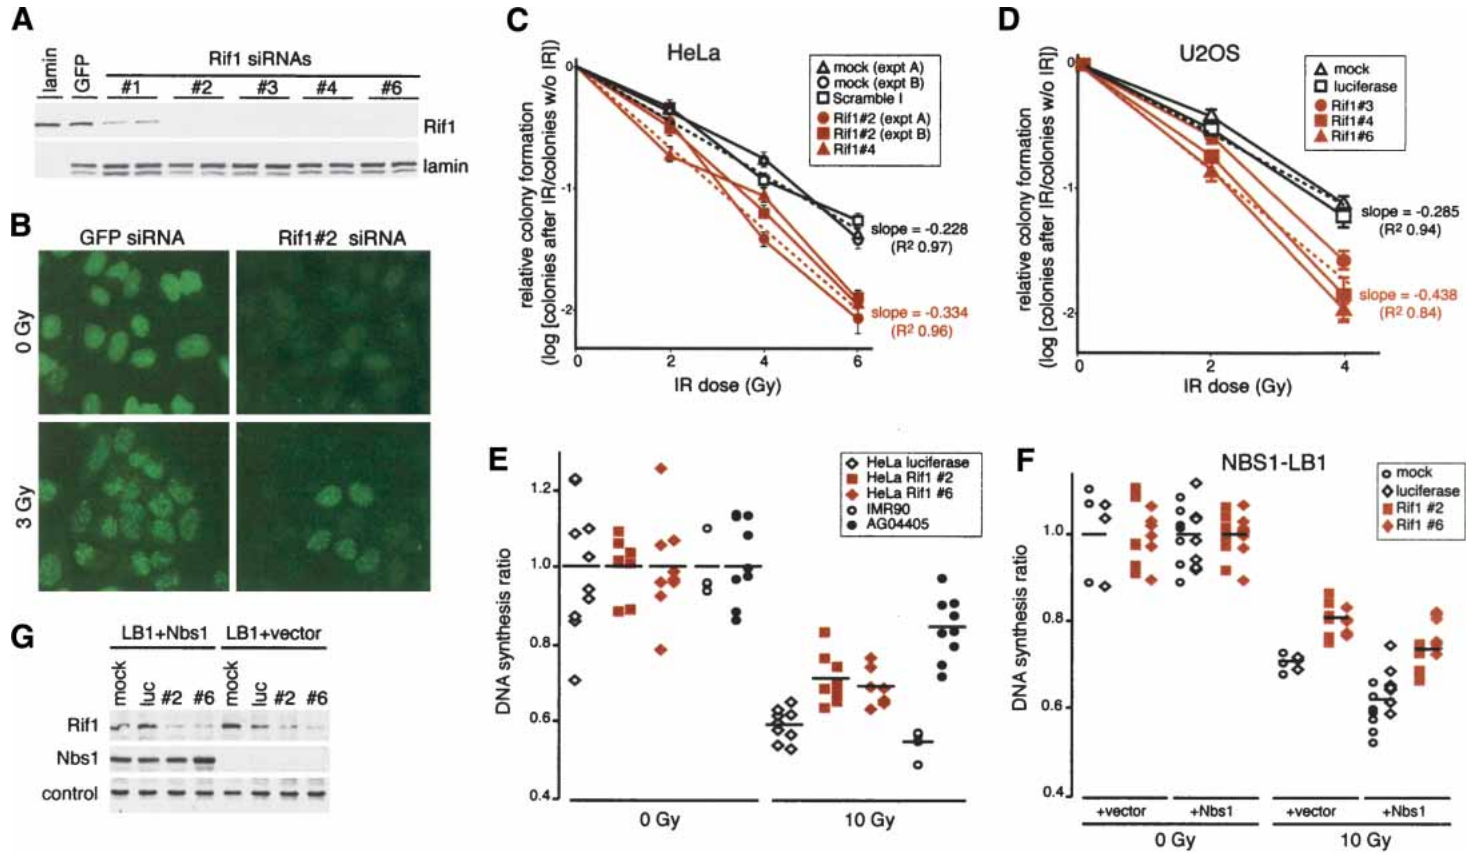 A
lamin
GFP
Rif1 siRNAs
#1 #2 #3 #4 #6
Rif1
lamin
B
GFP siRNA Rif1#2 siRNA
0 Gy
3 Gy
C
HeLa
relative colony formation
(log [colonies after IR/colonies w/o IR])
mock (expt A)
mock (expt B)
Scramble I
Rif1#2 (expt A)
Rif1#2 (expt B)
Rif1#4
0
-1
-2
slope = -0.228
(R² 0.97)
slope = -0.334
(R² 0.96)
0 2 4 6
IR dose (Gy)
D
U2OS
relative colony formation
(log [colonies after IR/colonies w/o IR])
mock
luciferase
Rif1#3
Rif1#4
Rif1#6
0
-1
-2
slope = -0.285
(R² 0.94)
slope = -0.438
(R² 0.84)
0 2 4
IR dose (Gy)
E
DNA synthesis ratio
HeLa luciferase
HeLa Rif1 #2
HeLa Rif1 #6
IMR90
AG04405
1.2
1.0
0.8
0.6
0.4
0 Gy 10 Gy
F
NBS1-LB1
DNA synthesis ratio
mock
luciferase
Rif1 #2
Rif1 #6
1.0
0.8
0.6
0.4
+vector +Nbs1 +vector +Nbs1
0 Gy 10 Gy
G
LB1+Nbs1 LB1+vector
mock luc #2 #6 mock luc #2 #6
Rif1
Nbs1
control